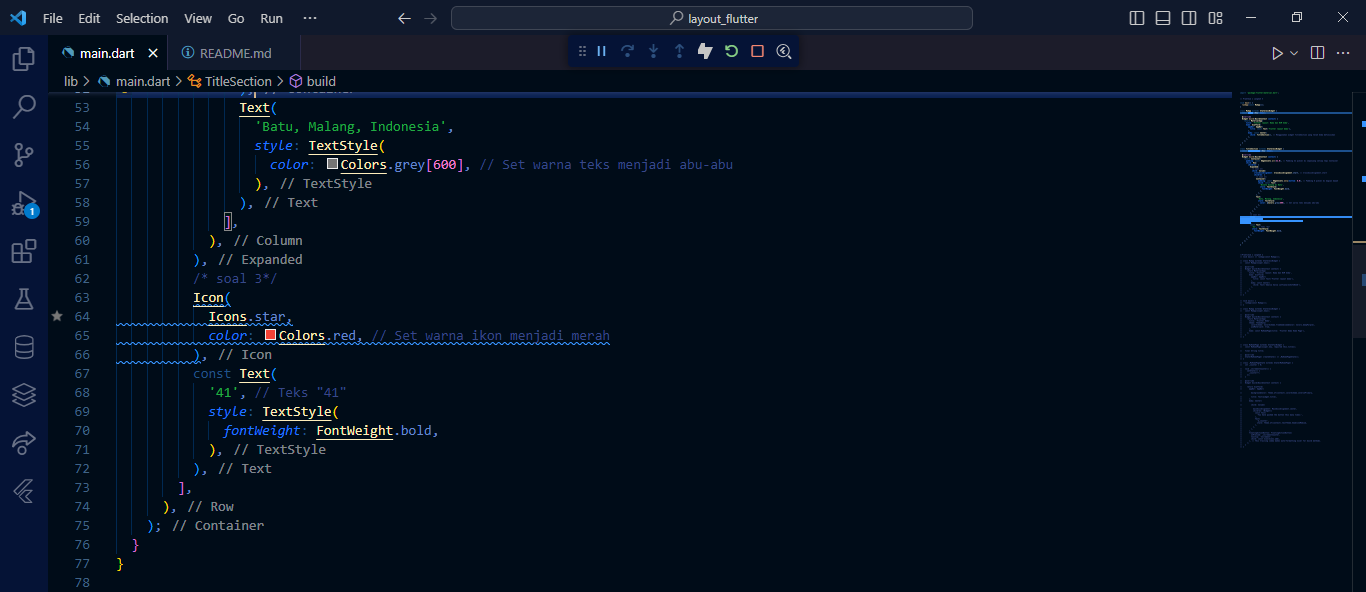 File Edit Selection View Go Run ··· layout_flutter
main.dart README.md
lib > main.dart > TitleSection > build
53 Text(
54 'Batu, Malang, Indonesia',
55 style: TextStyle(
56 color: Colors.grey[600], // Set warna teks menjadi abu-abu
57 ), // TextStyle
58 ), // Text
59 ],
60 ), // Column
61 ), // Expanded
62 /* soal 3*/
63 Icon(
64 Icons.star,
65 color: Colors.red, // Set warna ikon menjadi merah
66 ), // Icon
67 const Text(
68 '41', // Teks "41"
69 style: TextStyle(
70 fontWeight: FontWeight.bold,
71 ), // TextStyle
72 ), // Text
73 ],
74 ), // Row
75 ); // Container
76 }
77 }
78
1